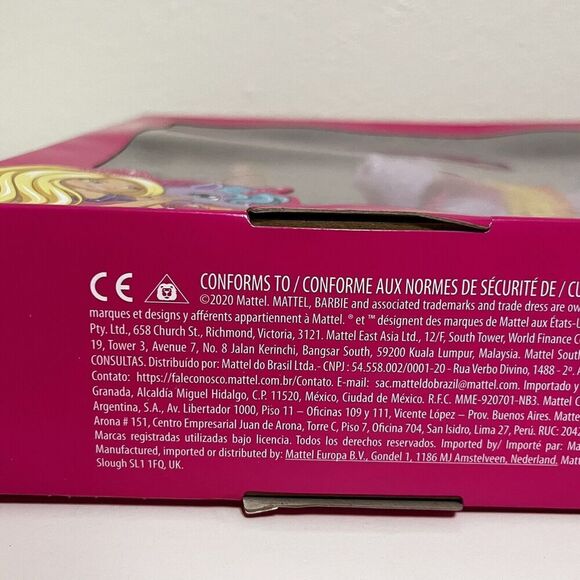 CE CONFORMS TO / CONFORME AUX NORMES DE SÉCURITÉ DE / CU
©2020 Mattel. MATTEL, BARBIE and associated trademarks and trade dress are ow
marques et designs y afférents appartiennent à Mattel. ® et ™ désignent des marques de Mattel aux États-U
Pty. Ltd., 658 Church St., Richmond, Victoria, 3121. Mattel East Asia Ltd., 12/F, South Tower, World Finance C
19, Tower 3, Avenue 7, No. 8 Jalan Kerinchi, Bangsar South, 59200 Kuala Lumpur, Malaysia. Mattel South
CONSULTAS. Distribuído por: Mattel do Brasil Ltda.- CNPJ : 54.558.002/0001-20 - Rua Verbo Divino, 1488 - 2º. A
Contato: https://faleconosco.mattel.com.br/Contato. E-mail: sac.matteldobrazil@mattel.com. Importado y
Granada, Alcaldía Miguel Hidalgo, C.P. 11520, México, Ciudad de México. R.F.C. MME-920701-NB3. Mattel C
Argentina, S.A., Av. Libertador 1000, Piso 11 – Oficinas 109 y 111, Vicente López – Prov. Buenos Aires. Matt
Arona # 151, Centro Empresarial Juan de Arona, Torre C, Piso 7, Oficina 704, San Isidro, Lima 27, Perú. RUC: 2042
Marcas registradas utilizadas bajo licencia. Todos los derechos reservados. Imported by/ Importé par: Ma
Manufactured, imported or distributed by: Mattel Europa B.V., Gondel 1, 1186 MJ Amstelveen, Nederland. Matt
Slough SL1 1FQ, UK.